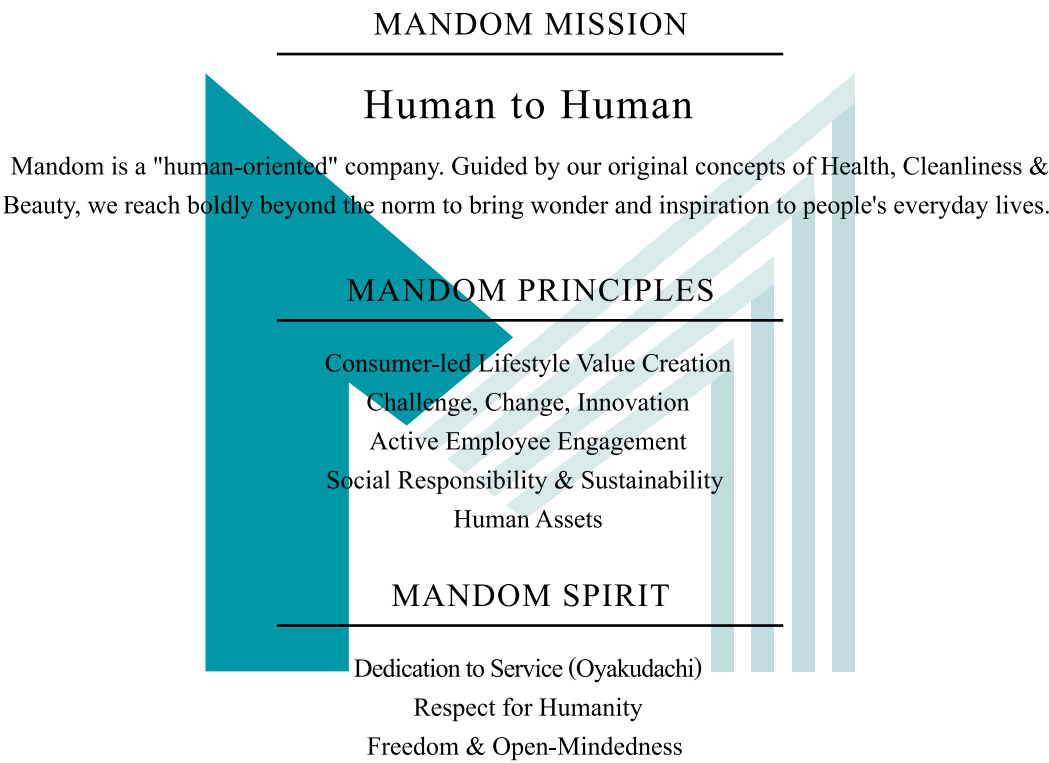 MANDOM MISSION
Human to Human
Mandom is a "human-oriented" company. Guided by our original concepts of Health, Cleanliness &
Beauty, we reach boldly beyond the norm to bring wonder and inspiration to people's everyday lives.
MANDOM PRINCIPLES
Consumer-led Lifestyle Value Creation
Challenge, Change, Innovation
Active Employee Engagement
Social Responsibility & Sustainability
Human Assets
MANDOM SPIRIT
Dedication to Service (Oyakudachi)
Respect for Humanity
Freedom & Open-Mindedness